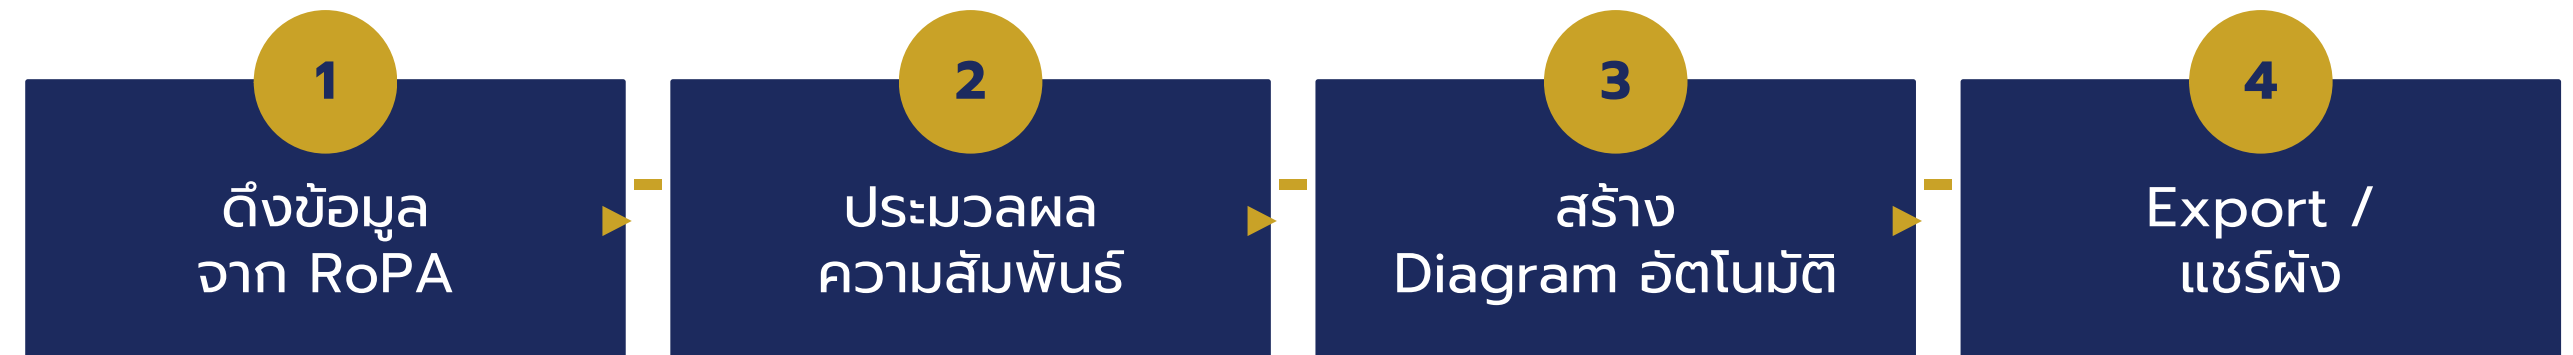 1
ดึงข้อมูล
จาก RoPA
2
ประมวลผล
ความสัมพันธ์
3
สร้าง
Diagram อัตโนมัติ
4
Export /
แชร์ผัง